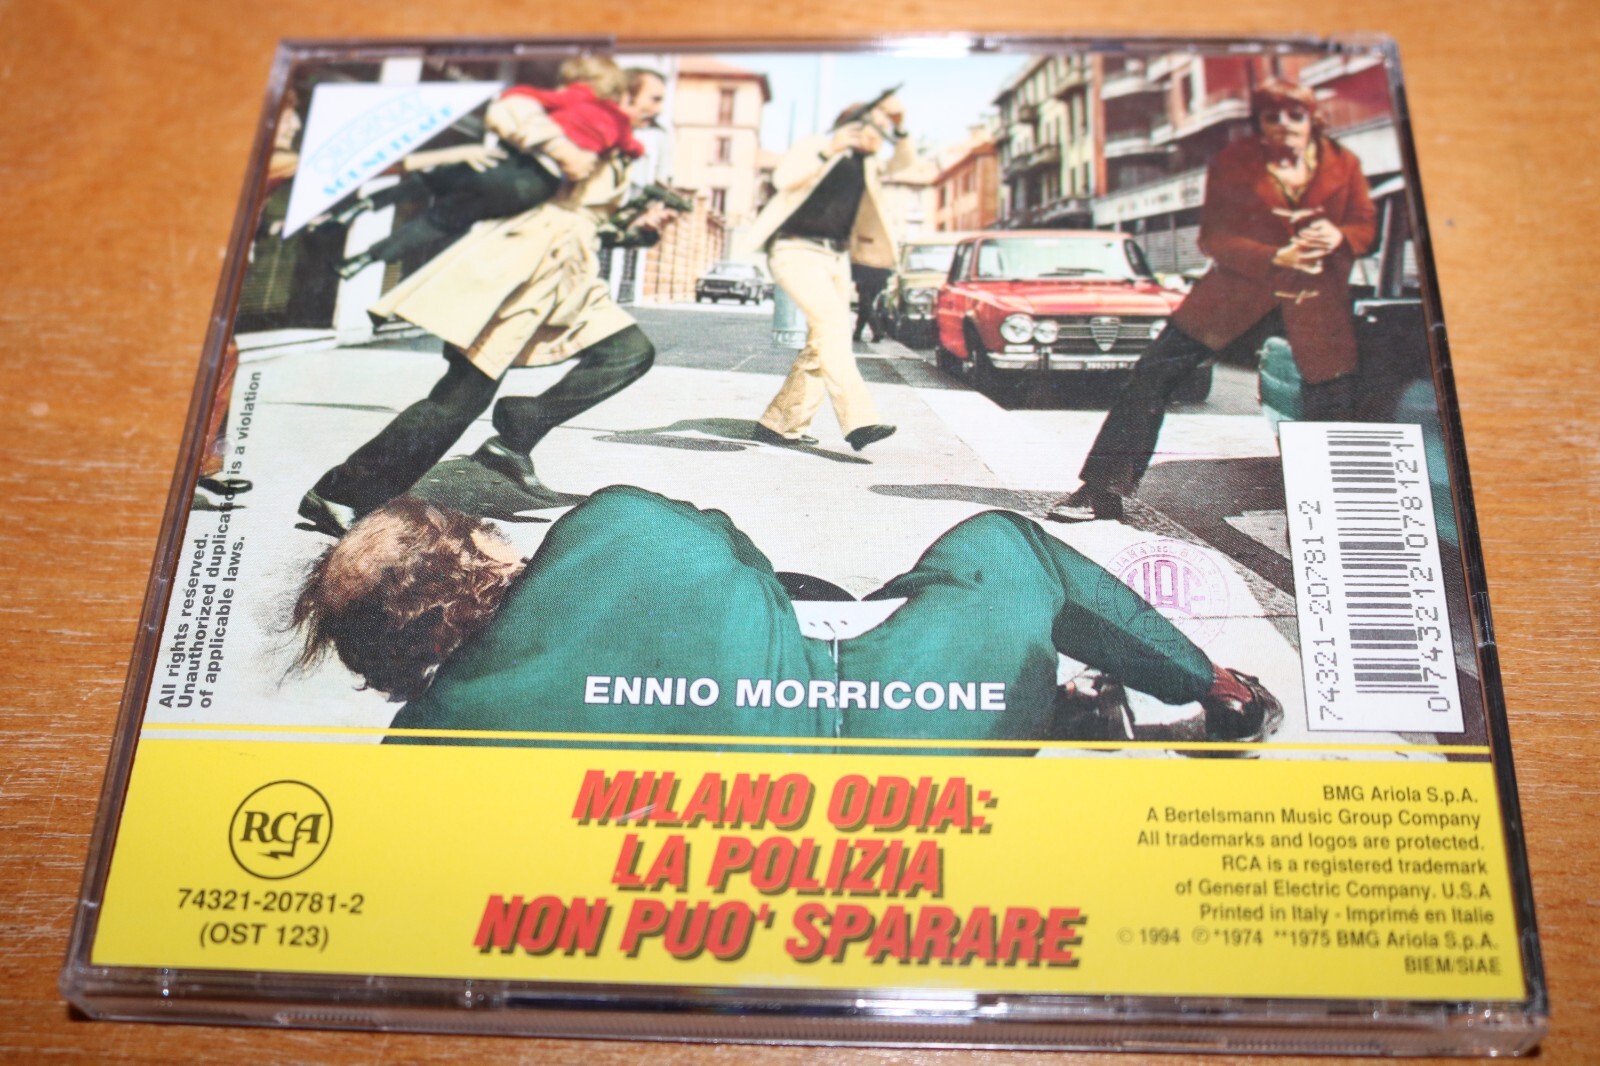 ORIGINAL
SOUNDTRACK
All rights reserved.
Unauthorized duplication is a violation
of applicable laws.
ENNIO MORRICONE
74321-20781-2
0 743212 078121
RCA
74321-20781-2
(OST 123)
MILANO ODIA:
LA POLIZIA
NON PUO' SPARARE
BMG Ariola S.p.A.
A Bertelsmann Music Group Company
All trademarks and logos are protected.
RCA is a registered trademark
of General Electric Company. U.S.A
Printed in Italy - Imprimé en Italie
© 1994 ℗ *1974 **1975 BMG Ariola S.p.A.
BIEM/SIAE